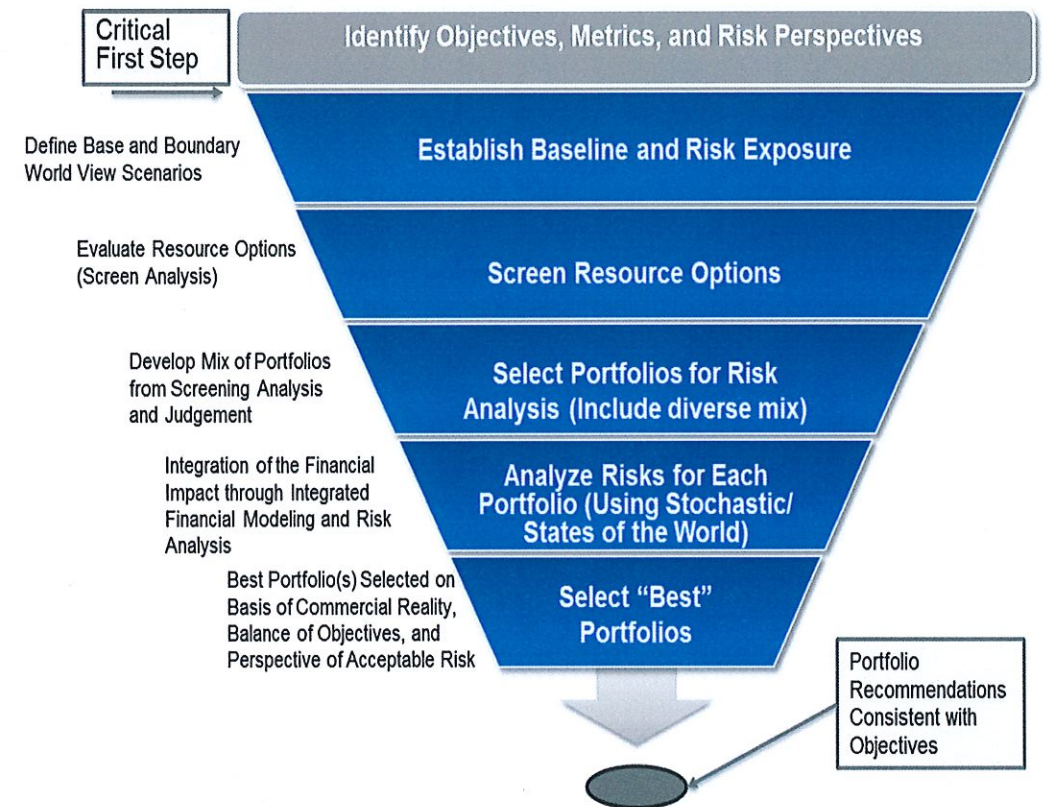 Critical
First Step
Identify Objectives, Metrics, and Risk Perspectives
Define Base and Boundary
World View Scenarios
Establish Baseline and Risk Exposure
Evaluate Resource Options
(Screen Analysis)
Screen Resource Options
Develop Mix of Portfolios
from Screening Analysis
and Judgement
Select Portfolios for Risk
Analysis (Include diverse mix)
Integration of the Financial
Impact through Integrated
Financial Modeling and Risk
Analysis
Analyze Risks for Each
Portfolio (Using Stochastic/
States of the World)
Best Portfolio(s) Selected on
Basis of Commercial Reality,
Balance of Objectives, and
Perspective of Acceptable Risk
Select “Best”
Portfolios
Portfolio
Recommendations
Consistent with
Objectives